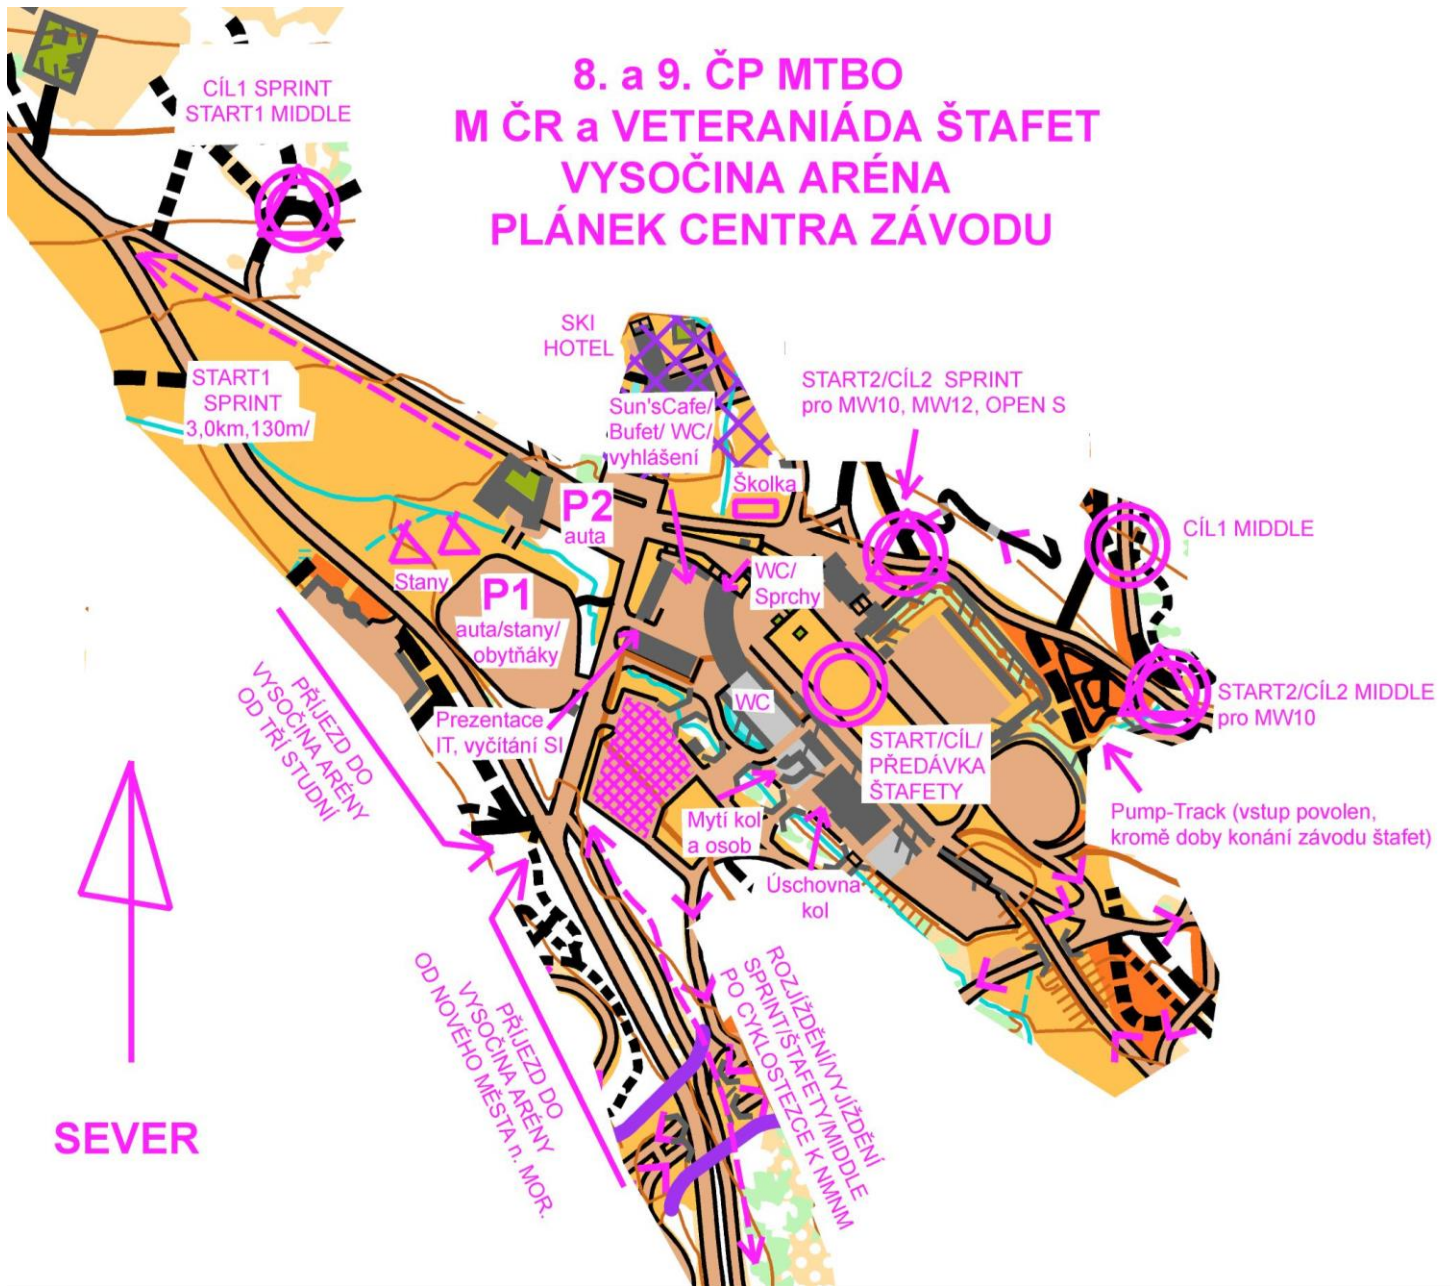 8. a 9. ČP MTBO
M ČR a VETERANIÁDA ŠTAFET
VYSOČINA ARÉNA
PLÁNEK CENTRA ZÁVODU
CÍL1 SPRINT
START1 MIDDLE
SKI
HOTEL
START1
SPRINT
3,0km,130m/
START2/CÍL2 SPRINT
pro MW10, MW12, OPEN S
Sun'sCafe/
Bufet/ WC/
vyhlášení
Školka
P2
auta
CÍL1 MIDDLE
Stany
P1
auta/stany/
obytňáky
WC/
Sprchy
WC
START2/CÍL2 MIDDLE
pro MW10
Prezentace
IT, vyčítání SI
START/CÍL/
PŘEDÁVKA
ŠTAFETY
PŘÍJEZD DO
VYSOČINA ARÉNY
OD TŘÍ STUDNÍ
Mytí kol
a osob
Pump-Track (vstup povolen,
kromě doby konání závodu štafet)
Úschovna
kol
PŘÍJEZD DO
VYSOČINA ARÉNY
OD NOVÉHO MĚSTA n. MOR.
ROZJÍŽDĚNÍ/VYJÍŽDĚNÍ
SPRINT/ŠTAFETY/MIDDLE
PO CYKLOSTEZCE K NMNM
SEVER